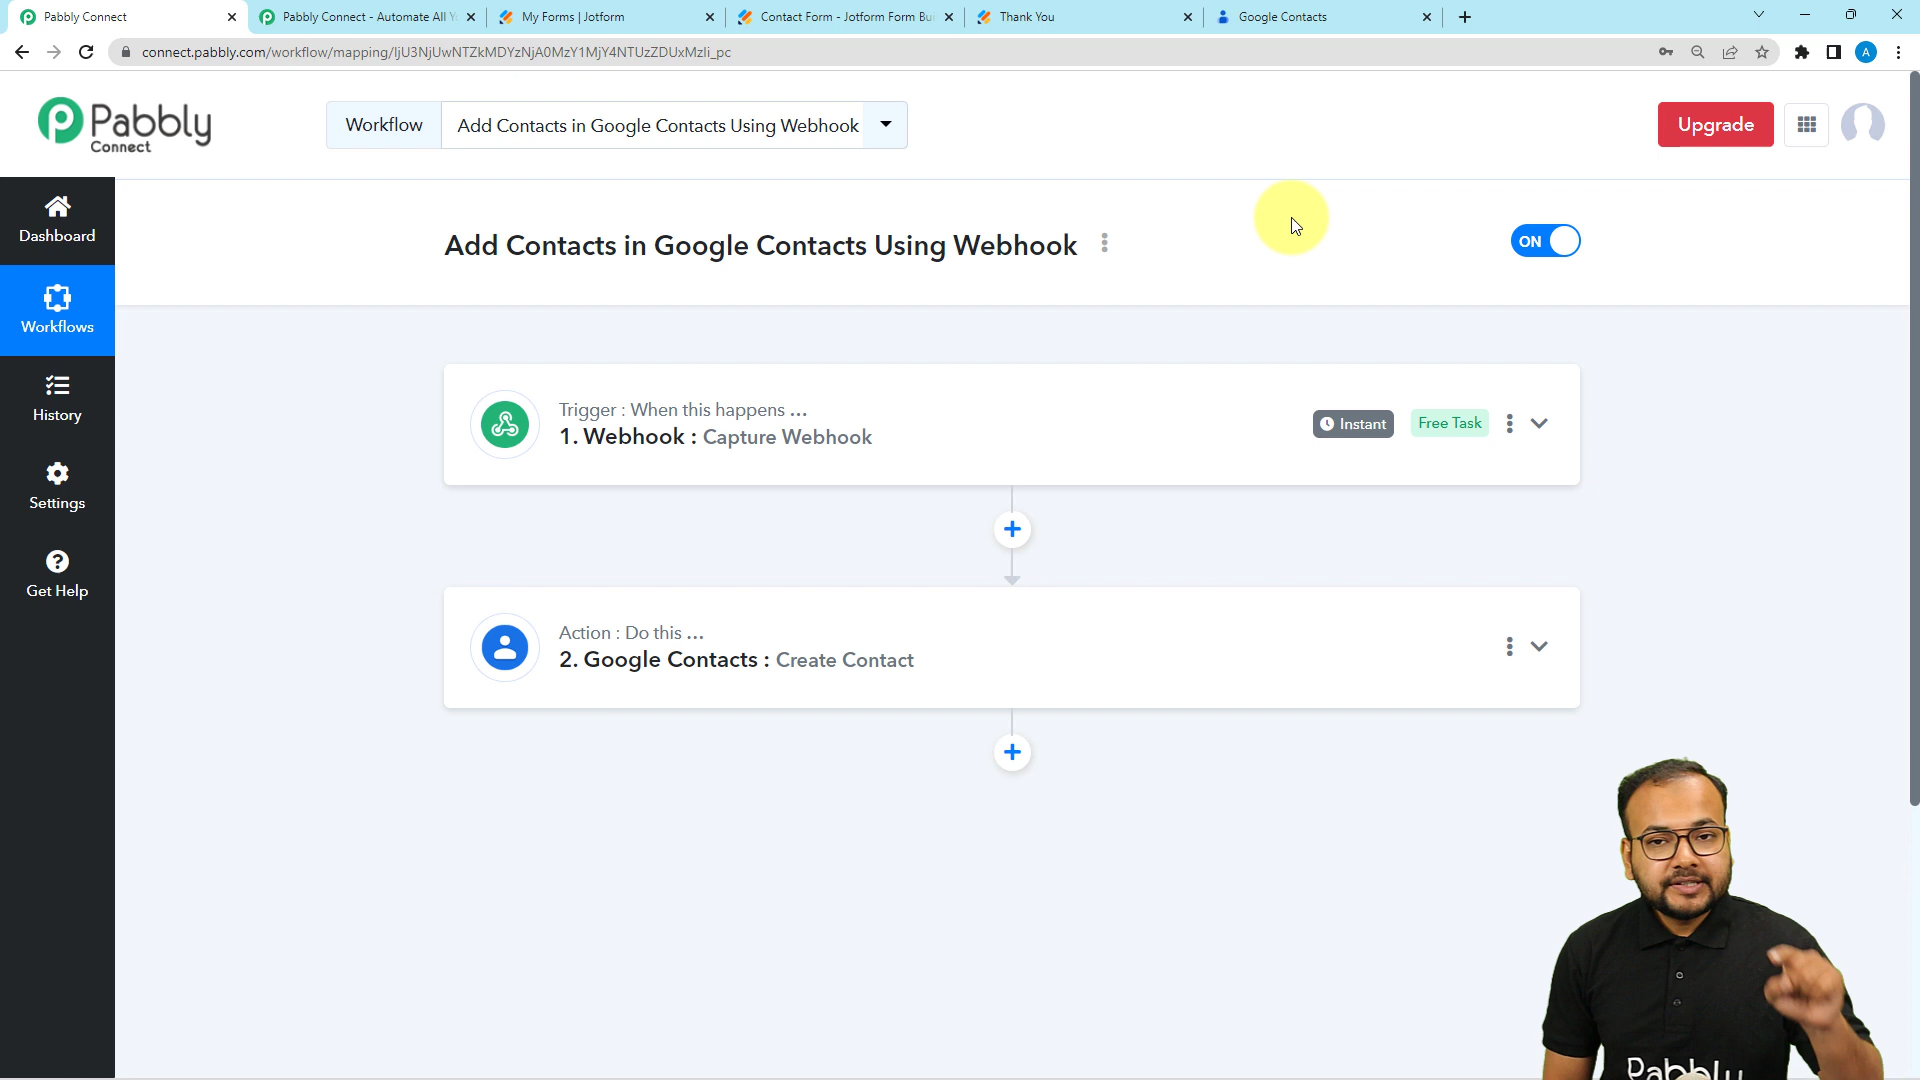 Pabbly Connect
Pabbly Connect - Automate All Y
My Forms | Jotform
Contact Form - Jotform Form Bui
Thank You
Google Contacts
connect.pabbly.com/workflow/mapping/IjU3NjUwNTZkMDYzNjA0MzY1MjY4NTUzZDUxMzIi_pc
A
Pabbly
Connect
Workflow
Add Contacts in Google Contacts Using Webhook
Upgrade
Dashboard
Workflows
History
Settings
Get Help
Add Contacts in Google Contacts Using Webhook
ON
Trigger : When this happens ...
1. Webhook : Capture Webhook
Instant
Free Task
Action : Do this ...
2. Google Contacts : Create Contact
Pabbly